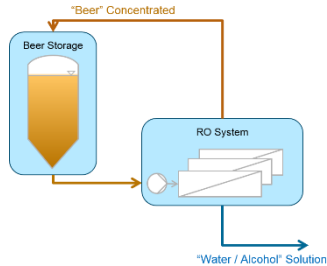 "Beer" Concentrated
Beer Storage
RO System
"Water / Alcohol" Solution